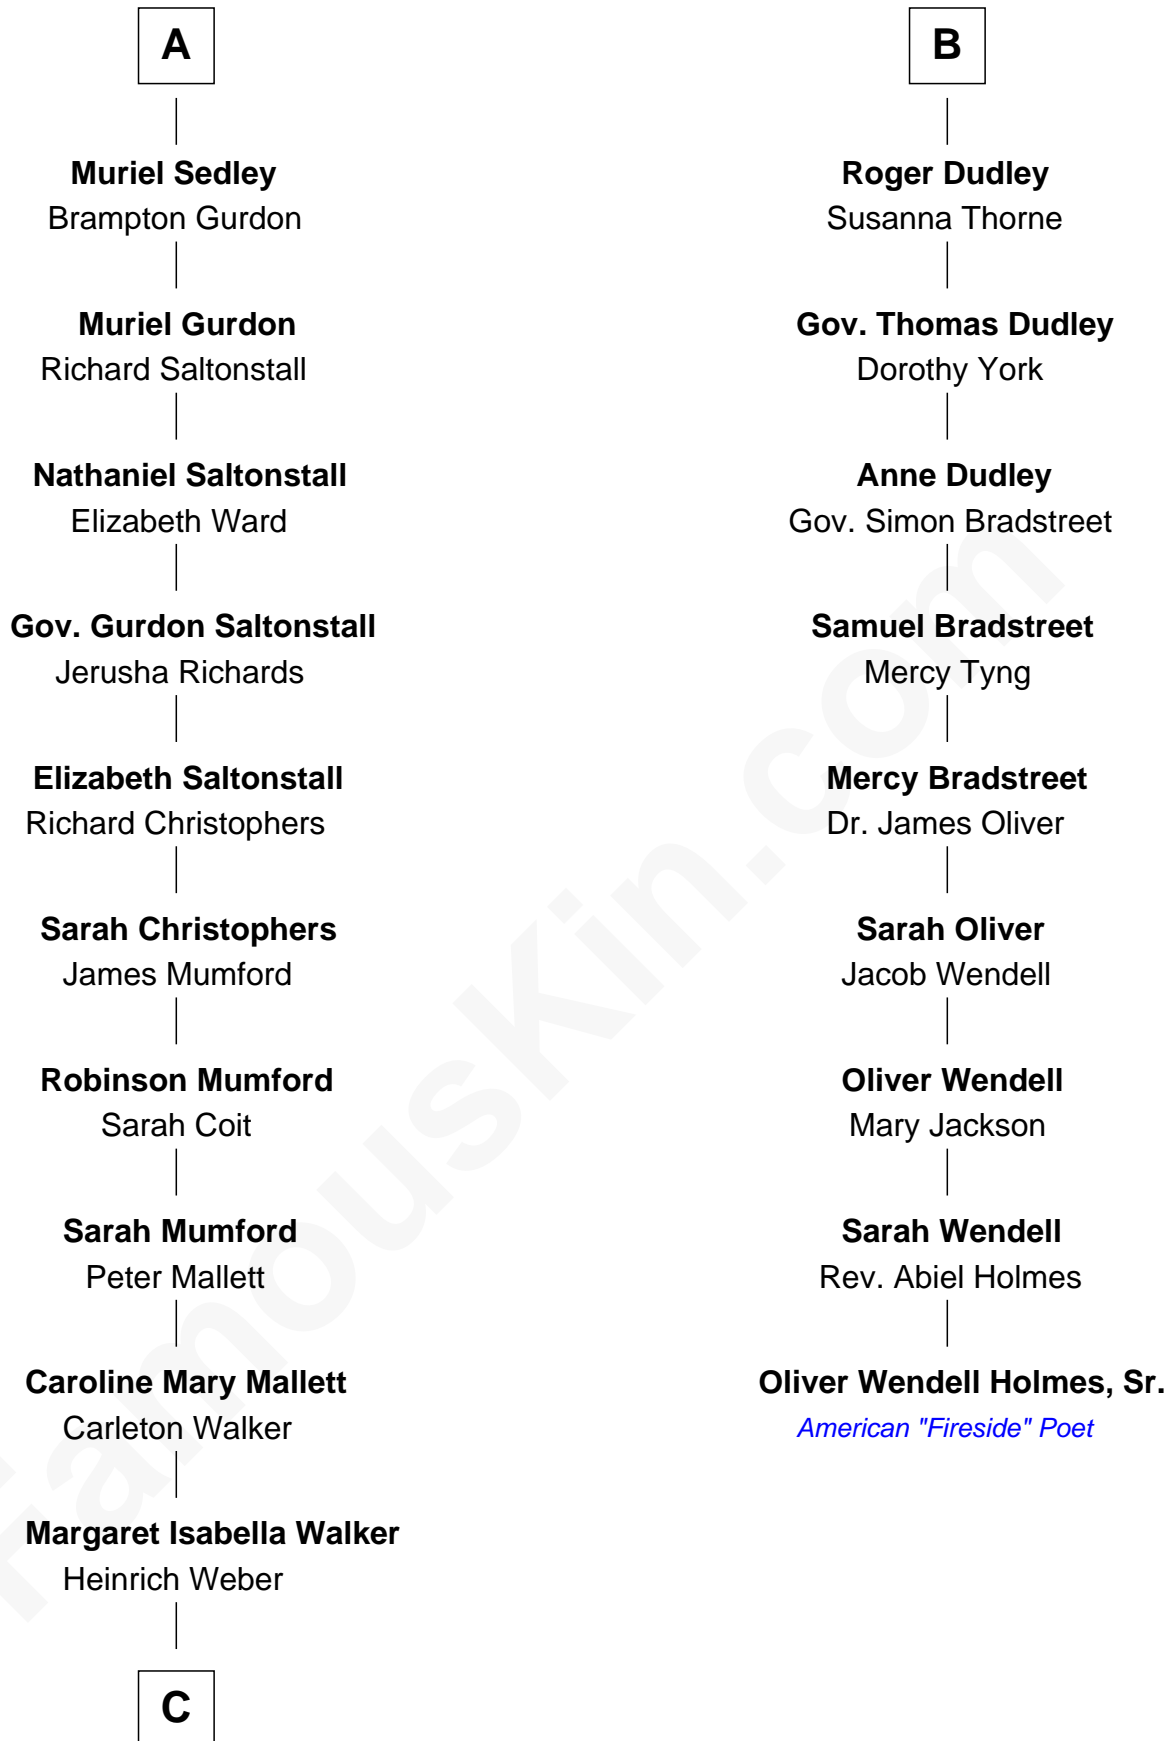 A
Muriel Sedley
Brampton Gurdon
Muriel Gurdon
Richard Saltonstall
Nathaniel Saltonstall
Elizabeth Ward
Gov. Gurdon Saltonstall
Jerusha Richards
Elizabeth Saltonstall
Richard Christophers
Sarah Christophers
James Mumford
Robinson Mumford
Sarah Coit
Sarah Mumford
Peter Mallett
Caroline Mary Mallett
Carleton Walker
Margaret Isabella Walker
Heinrich Weber
C
B
Roger Dudley
Susanna Thorne
Gov. Thomas Dudley
Dorothy York
Anne Dudley
Gov. Simon Bradstreet
Samuel Bradstreet
Mercy Tyng
Mercy Bradstreet
Dr. James Oliver
Sarah Oliver
Jacob Wendell
Oliver Wendell
Mary Jackson
Sarah Wendell
Rev. Abiel Holmes
Oliver Wendell Holmes, Sr.
American "Fireside" Poet
FamousKin.com